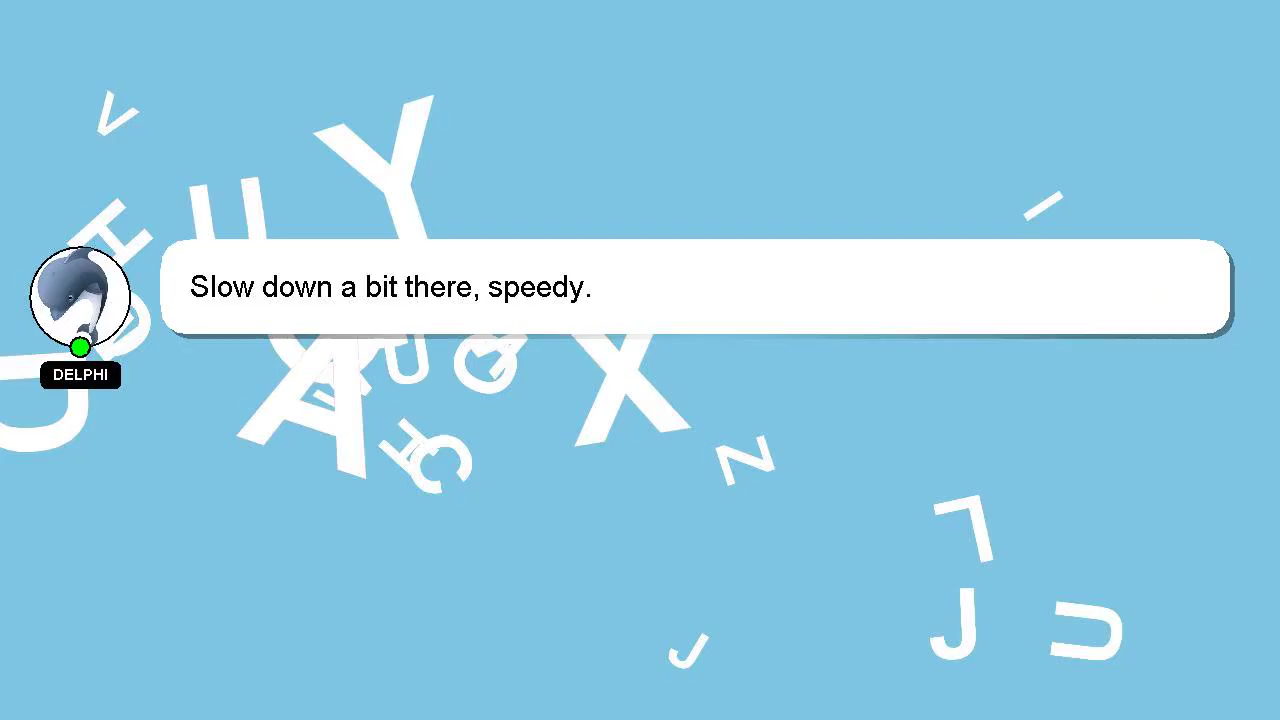 V
Y
U
H
I
Slow down a bit there, speedy.
DELPHI
U
Q
X
A
H
C
N
L
J
U
J